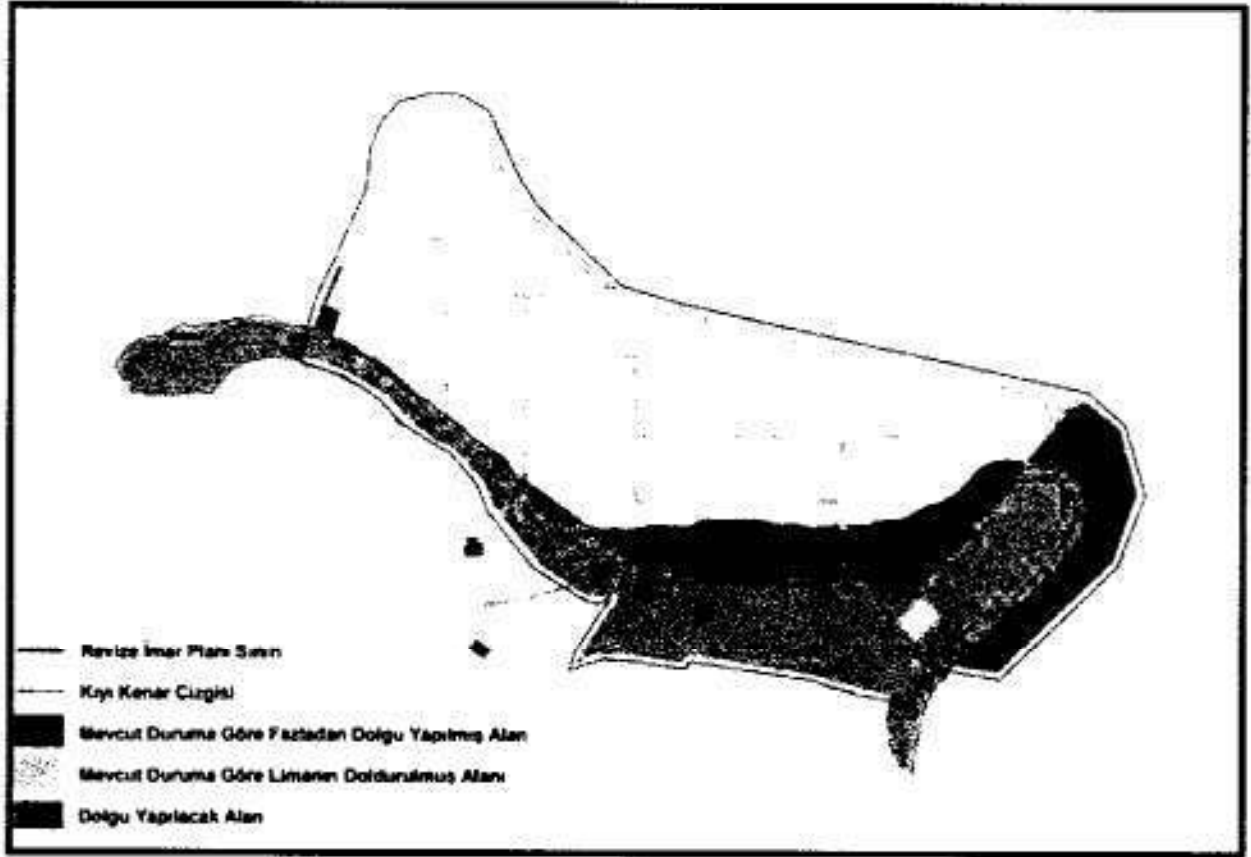 Revize İmar Planı Sınırı
Kıyı Kenar Çizgisi
Mevcut Duruma Göre Fazladan Dolgu Yapılmış Alan
Mevcut Duruma Göre Limanın Doldurulmuş Alanı
Dolgu Yapılacak Alan